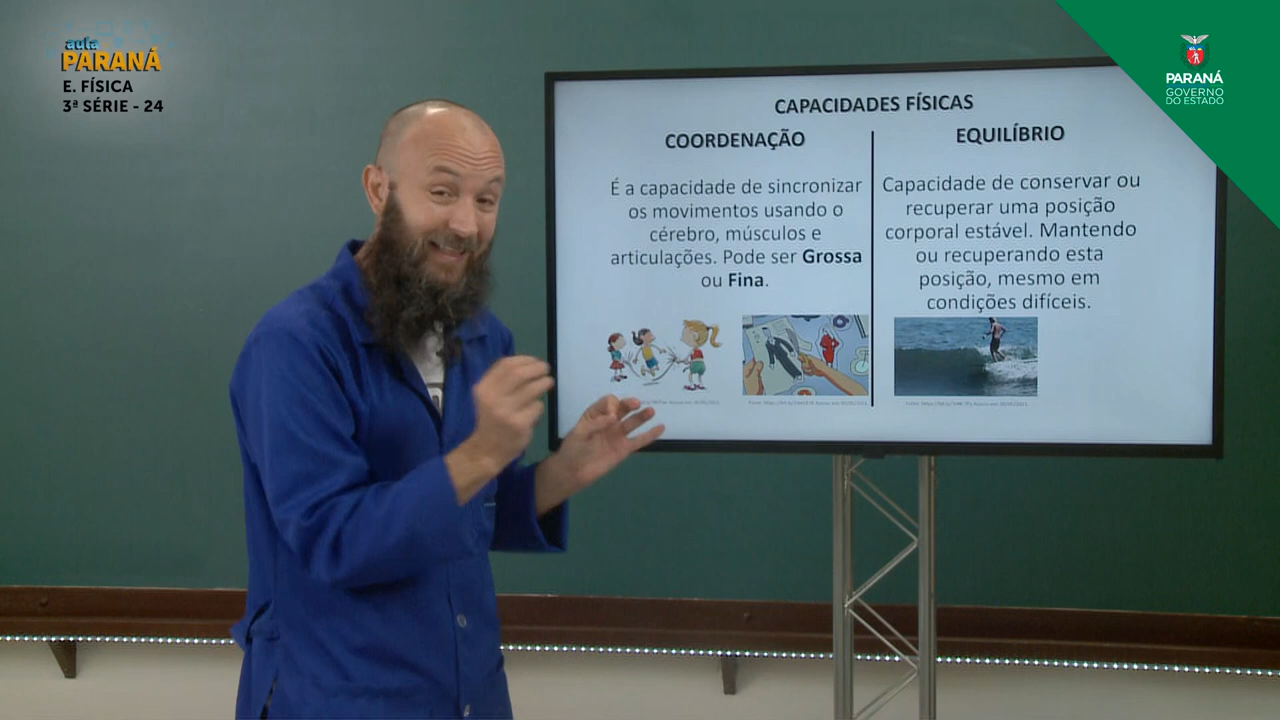 aula
PARANÁ
E. FÍSICA
3ª SÉRIE - 24
PARANÁ
GOVERNO
DO ESTADO
CAPACIDADES FÍSICAS
COORDENAÇÃO
É a capacidade de sincronizar
os movimentos usando o
cérebro, músculos e
articulações. Pode ser Grossa
ou Fina.
EQUILÍBRIO
Capacidade de conservar ou
recuperar uma posição
corporal estável. Mantendo
ou recuperando esta
posição, mesmo em
condições difíceis.